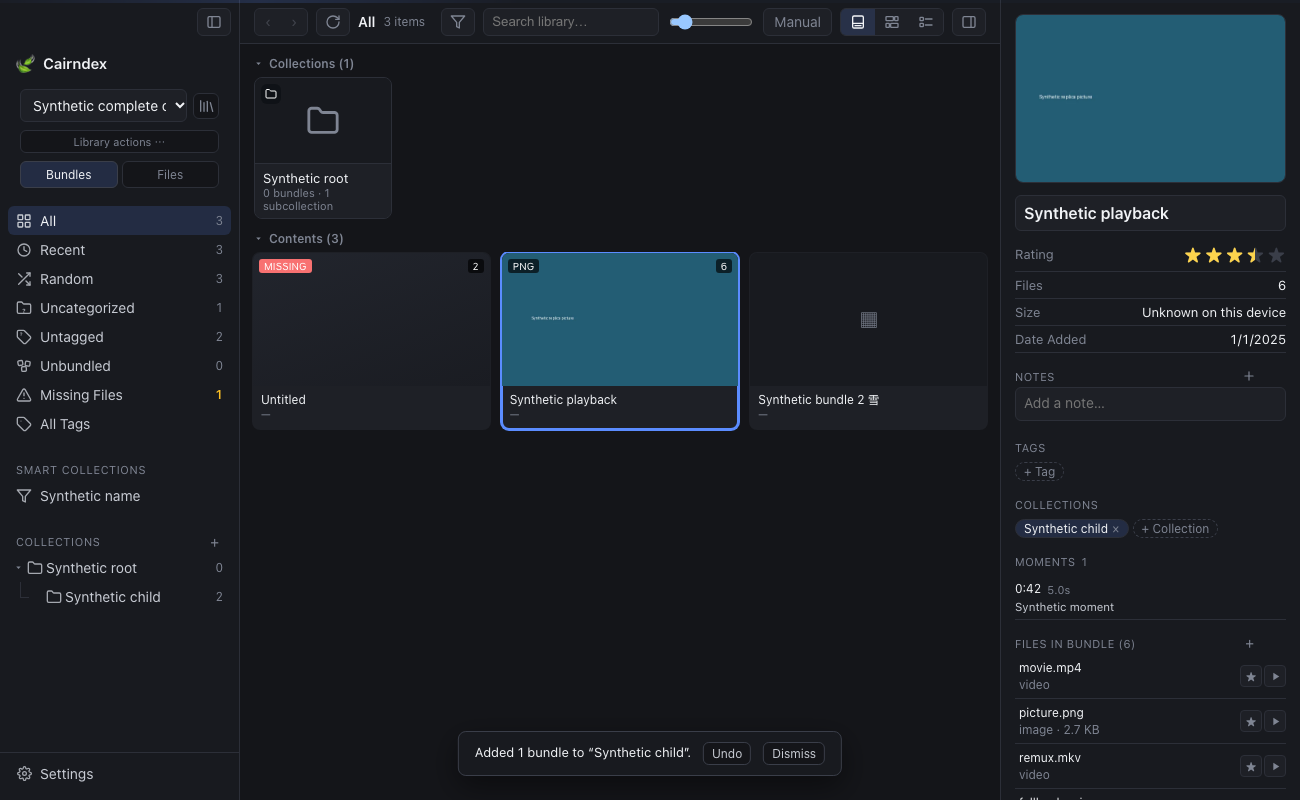 All 3 items
Search library...
Manual
Cairndex
Synthetic complete c
Library actions ···
Bundles
Files
All 3
Recent 3
Random 3
Uncategorized 1
Untagged 2
Unbundled 0
Missing Files 1
All Tags
SMART COLLECTIONS
Synthetic name
COLLECTIONS +
Synthetic root 0
Synthetic child 2
Settings
Collections (1)
Synthetic root
0 bundles · 1
subcollection
Contents (3)
MISSING 2
Untitled
—
PNG 6
Synthetic replica picture
Synthetic playback
—
Synthetic bundle 2 雪
—
Added 1 bundle to “Synthetic child”.
Undo
Dismiss
Synthetic replica picture
Synthetic playback
Rating
Files 6
Size Unknown on this device
Date Added 1/1/2025
NOTES +
Add a note...
TAGS
+ Tag
COLLECTIONS
Synthetic child ×
+ Collection
MOMENTS 1
0:42 5.0s
Synthetic moment
FILES IN BUNDLE (6) +
movie.mp4
video
picture.png
image · 2.7 KB
remux.mkv
video